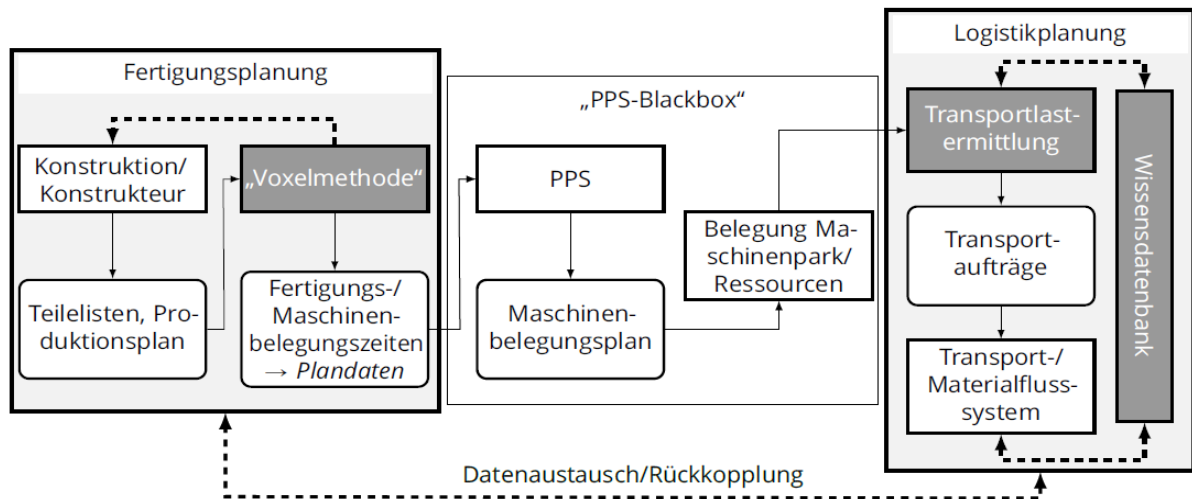 Fertigungsplanung
Konstruktion/
Konstrukteur
„Voxelmethode“
Teilelisten, Pro-
duktionsplan
Fertigungs-/
Maschinen-
belegungszeiten
→ Plandaten
„PPS-Blackbox“
PPS
Maschinen-
belegungsplan
Belegung Ma-
schinenpark/
Ressourcen
Logistikplanung
Transportlast-
ermittlung
Transport-
aufträge
Transport-/
Materialfluss-
system
Wissensdatenbank
Datenaustausch/Rückkopplung